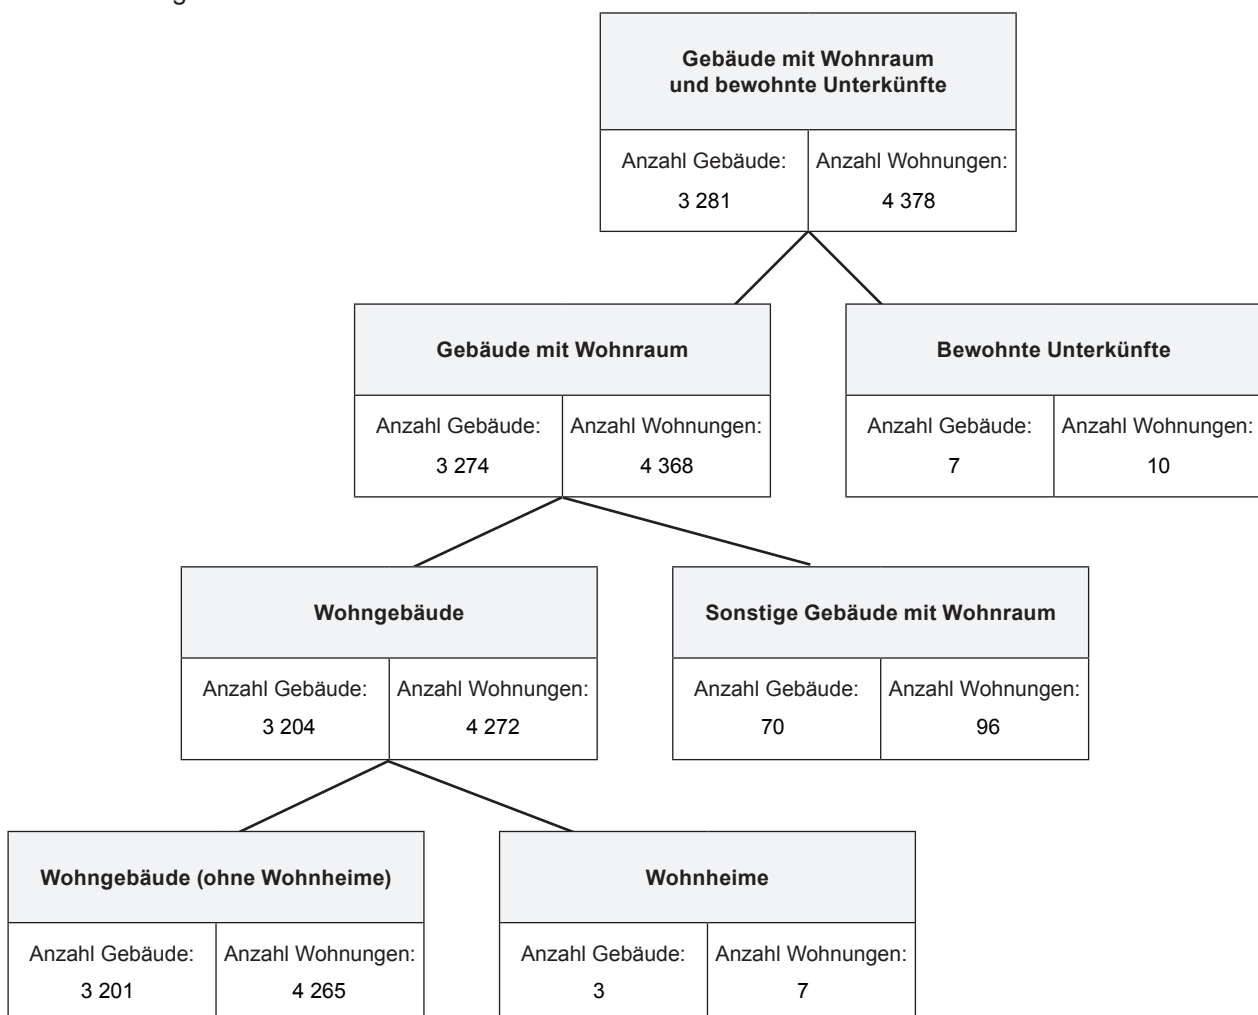 Gebäude mit Wohnraum
und bewohnte Unterkünfte
Anzahl Gebäude: Anzahl Wohnungen:
3 281 4 378
Gebäude mit Wohnraum
Anzahl Gebäude: Anzahl Wohnungen:
3 274 4 368
Bewohnte Unterkünfte
Anzahl Gebäude: Anzahl Wohnungen:
7 10
Wohngebäude
Anzahl Gebäude: Anzahl Wohnungen:
3 204 4 272
Sonstige Gebäude mit Wohnraum
Anzahl Gebäude: Anzahl Wohnungen:
70 96
Wohngebäude (ohne Wohnheime)
Anzahl Gebäude: Anzahl Wohnungen:
3 201 4 265
Wohnheime
Anzahl Gebäude: Anzahl Wohnungen:
3 7